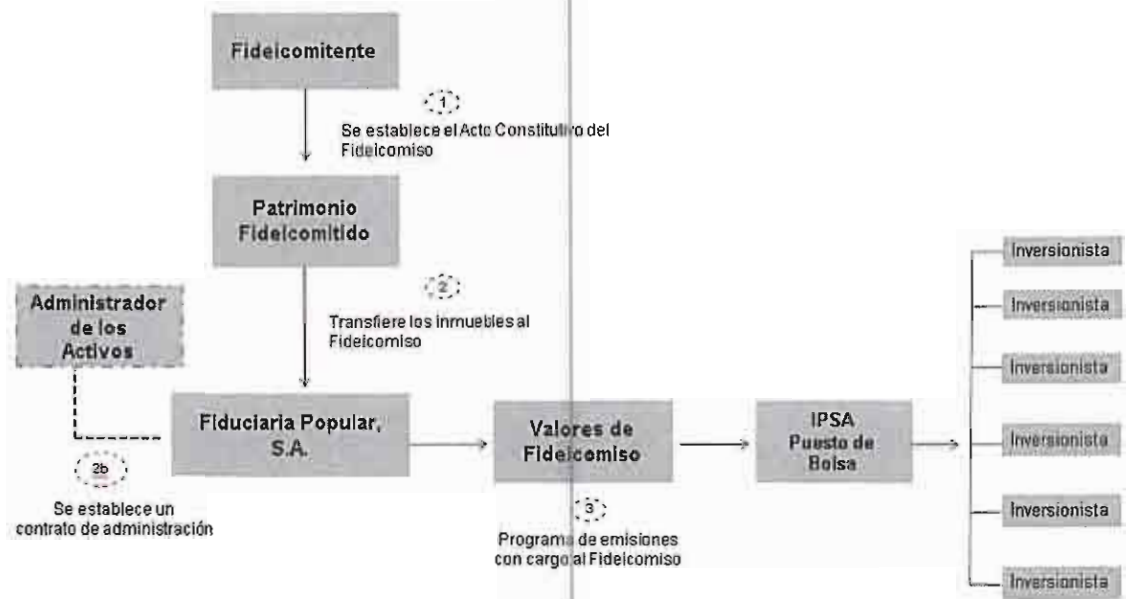 Fideicomitente
1
Se establece el Acto Constitutivo del
Fideicomiso
Patrimonio
Fideicomitido
2
Transfiere los inmuebles al
Fideicomiso
Administrador
de los
Activos
Fiduciaria Popular,
S.A.
2b
Se establece un
contrato de administración
Valores de
Fideicomiso
3
Programa de emisiones
con cargo al Fideicomiso
IPSA
Puesto de
Bolsa
Inversionista
Inversionista
Inversionista
Inversionista
Inversionista
Inversionista